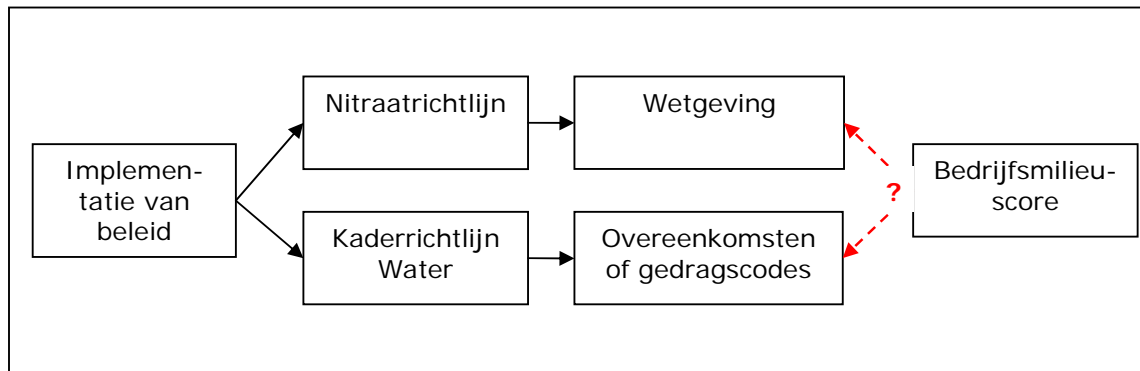 Nitraatrichtlijn
Wetgeving
Implemen-
tatie van
beleid
?
Bedrijfsmilieu-
score
Kaderrichtlijn
Water
Overeenkomsten
of gedragscodes